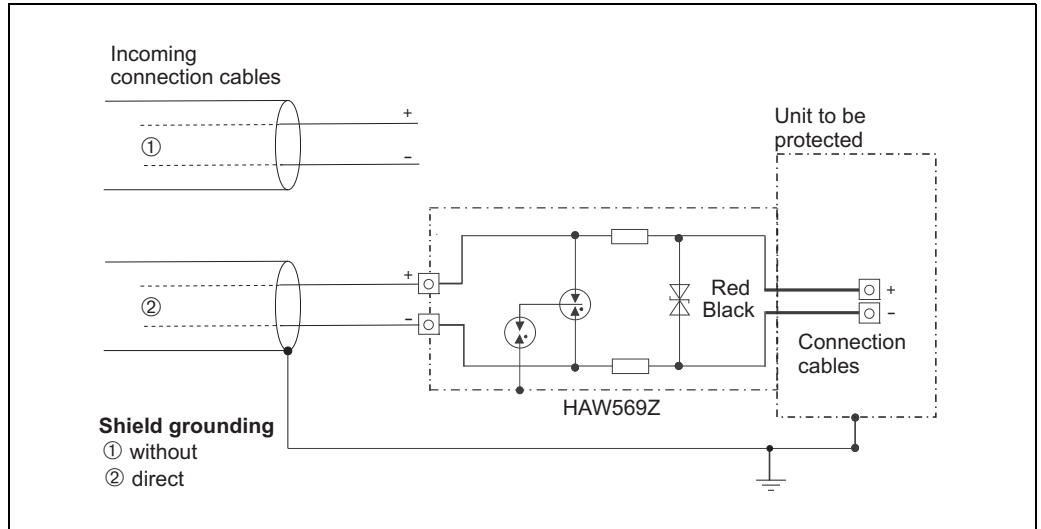 Incoming
connection cables
+
①
-
Unit to be
protected
②
+
-
Red
Black
+
-
Connection
cables
HAW569Z
Shield grounding
① without
② direct